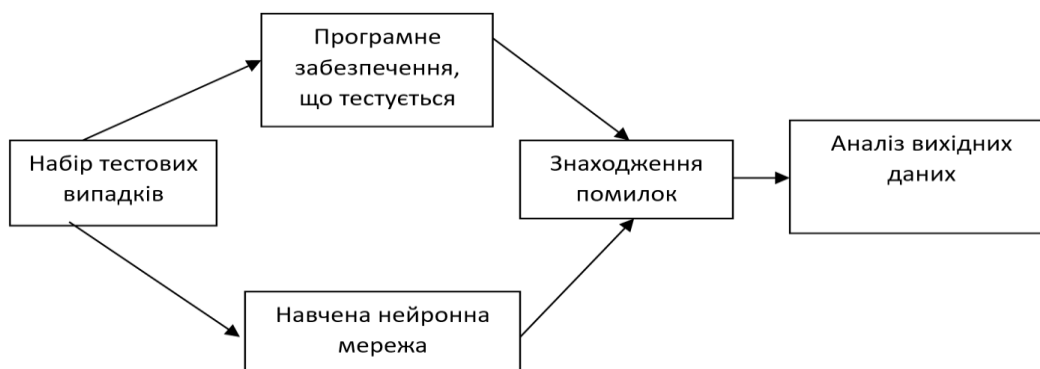 Програмне
забезпечення,
що тестується
Набір тестових
випадків
Знаходження
помилок
Аналіз вихідних
даних
Навчена нейронна
мережа